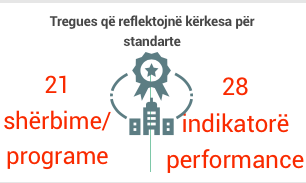 Tregues që reflektojnë kërkesa për
standarte
21
shërbime/
programe
28
indikatorë
performance